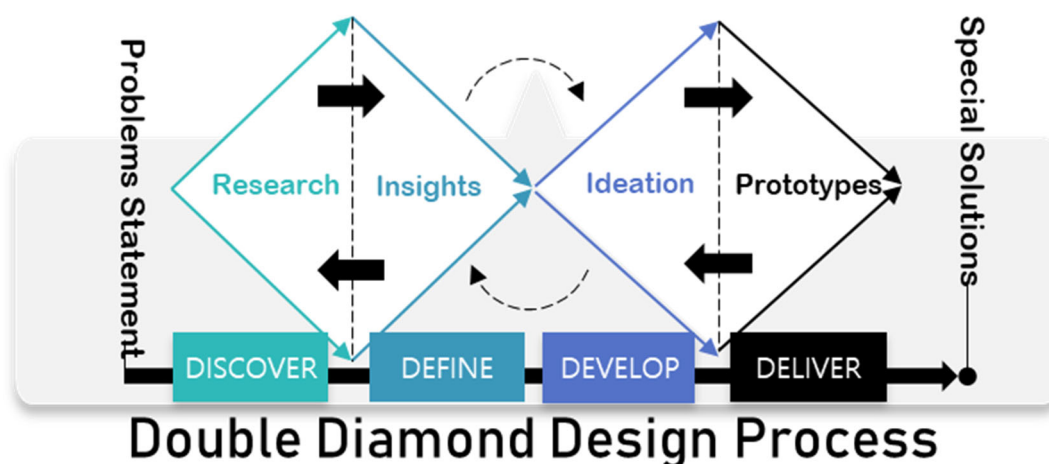 Problems Statement
Research
Insights
Ideation
Prototypes
Special Solutions
DISCOVER
DEFINE
DEVELOP
DELIVER
Double Diamond Design Process